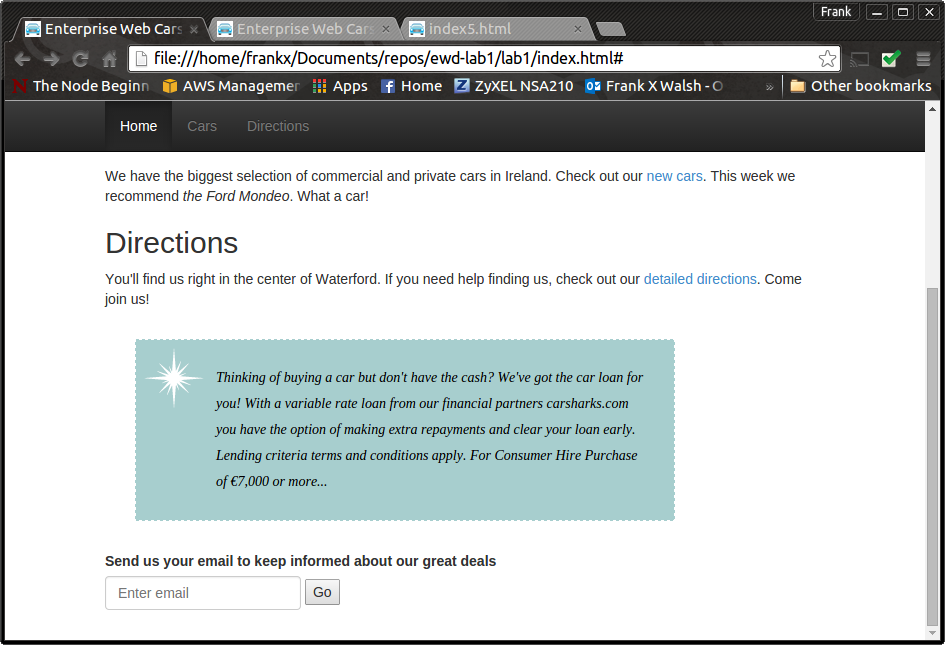 Frank
Enterprise Web Cars
Enterprise Web Cars
index5.html
file:///home/frankx/Documents/repos/ewd-lab1/lab1/index.html#
The Node Beginn
AWS Managemer
Apps
Home
ZyXEL NSA210
Frank X Walsh - O
»
Other bookmarks
Home
Cars
Directions
We have the biggest selection of commercial and private cars in Ireland. Check out our new cars. This week we
recommend the Ford Mondeo. What a car!
Directions
You'll find us right in the center of Waterford. If you need help finding us, check out our detailed directions. Come
join us!
Thinking of buying a car but don't have the cash? We've got the car loan for
you! With a variable rate loan from our financial partners carsharks.com
you have the option of making extra repayments and clear your loan early.
Lending criteria terms and conditions apply. For Consumer Hire Purchase
of €7,000 or more...
Send us your email to keep informed about our great deals
Enter email
Go